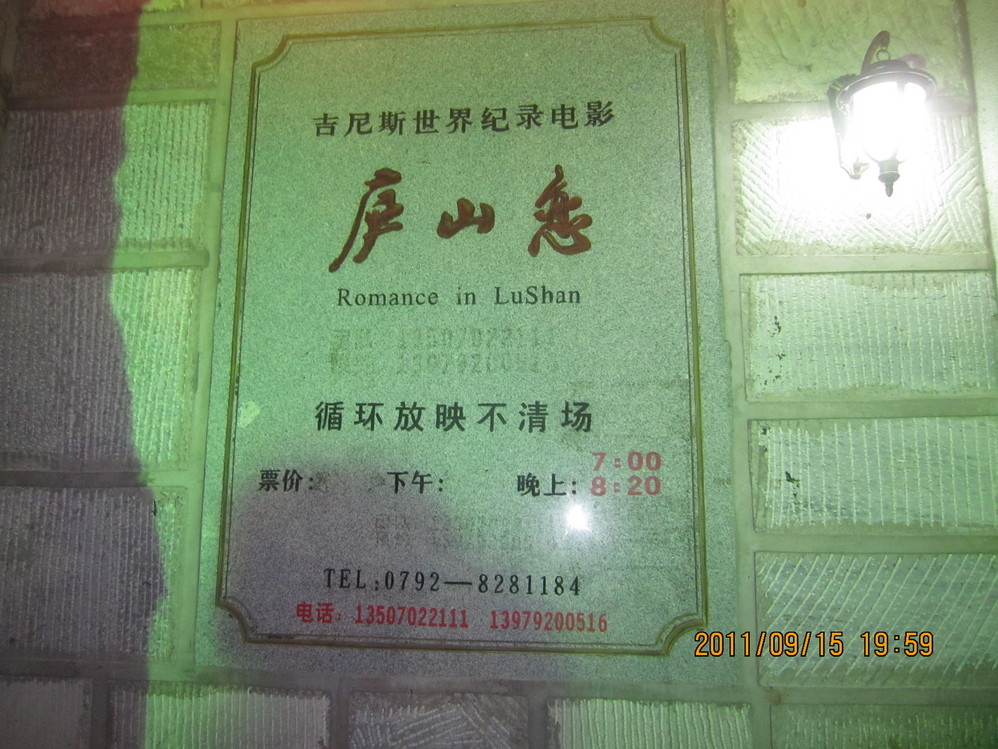 吉尼斯世界纪录电影
庐山恋
Romance in LuShan
循环放映不清场
7:00
票价: 下午: 晚上: 8:20
TEL:0792—8281184
电话: 13507022111 13979200516
2011/09/15 19:59